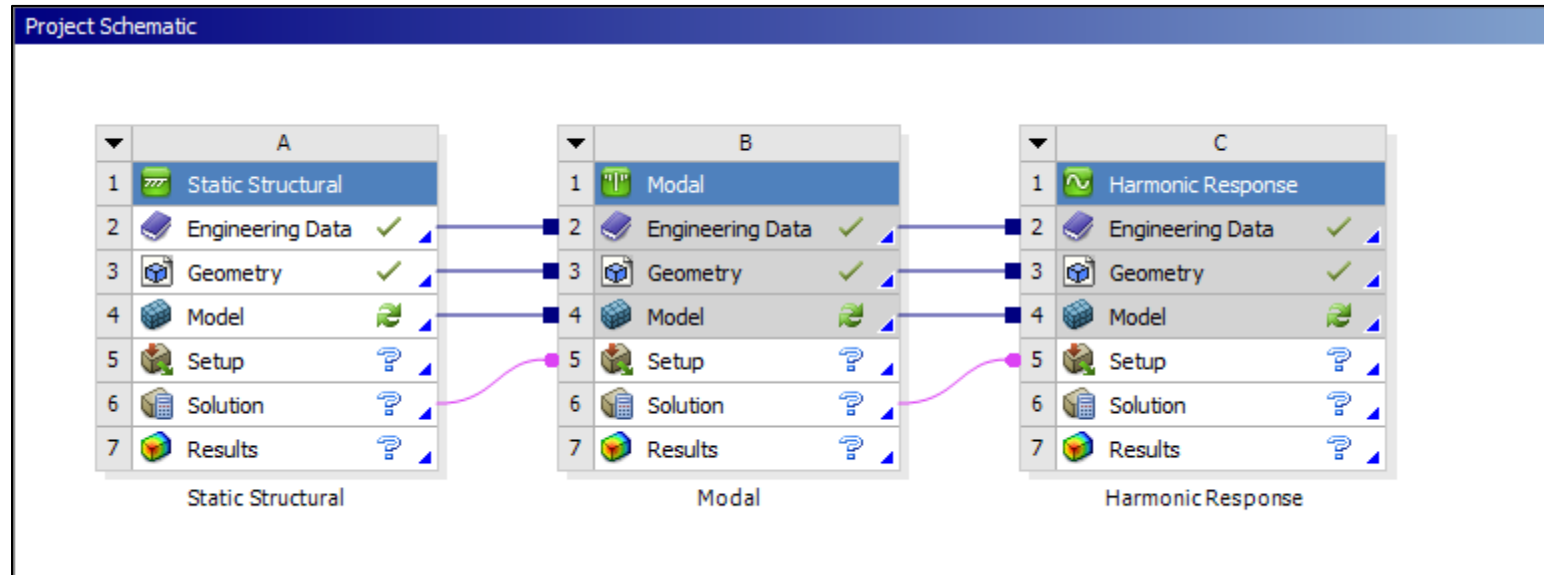 Project Schematic
A
1 Static Structural
2 Engineering Data
3 Geometry
4 Model
5 Setup
6 Solution
7 Results
Static Structural
B
1 Modal
2 Engineering Data
3 Geometry
4 Model
5 Setup
6 Solution
7 Results
Modal
C
1 Harmonic Response
2 Engineering Data
3 Geometry
4 Model
5 Setup
6 Solution
7 Results
Harmonic Response